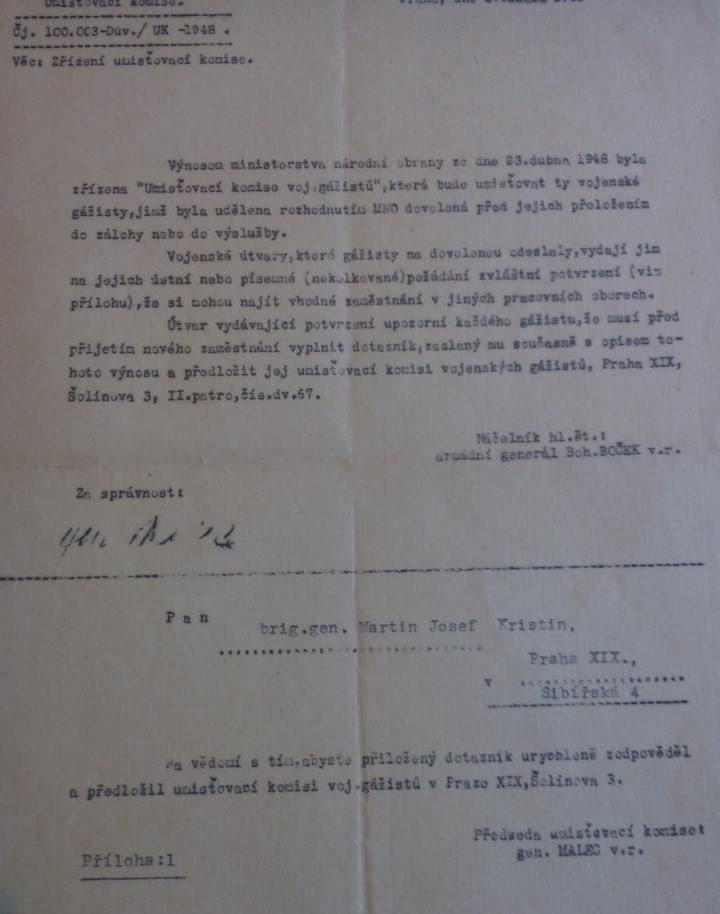 Umisťovací komise.
Praha, dne
Čj. 100.003-Dův./ UK -1948 .
Věc: Zřízení umisťovací komise.
Výnosem ministerstva národní obrany ze dne 23.dubna 1948 byla
zřízena "Umisťovací komise voj.gážistů",která bude umisťovat ty vojenské
gážisty,jimž byla udělena rozhodnutím MNO dovolená před jejich přeložením
do zálohy nebo do výslužby.
Vojenské útvary,které gážisty na dovolenou odeslaly,vydají jim
na jejich ústní nebo písemné (nekolkované)požádání zvláštní potvrzení (viz
přílohu),že si mohou najít vhodné zaměstnání v jiných pracovních oborech.
Útvar vydávající potvrzení upozorní každého gážistu,že musí před
přijetím nového zaměstnání vyplnit dotazník,zaslaný mu současně s opisem to-
hoto výnosu a předložit jej umisťovací komisi vojenských gážistů, Praha XIX,
Šolínova 3, II.patro,čís.dv.67.
Náčelník hl.št.:
armádní generál Boh.BOČEK v.r.
Za správnost:
P a n
brig.gen. Martin Josef Kristin,
Praha XIX.,
v
Sibířská 4
Na vědomí s tím,abyste přiložený dotazník urychleně zodpověděl
a předložil umisťovací komisi voj.gážistů v Praze XIX,Šolínova 3.
Předseda umisťovací komise:
gen. MALEC v.r.
Příloha:1